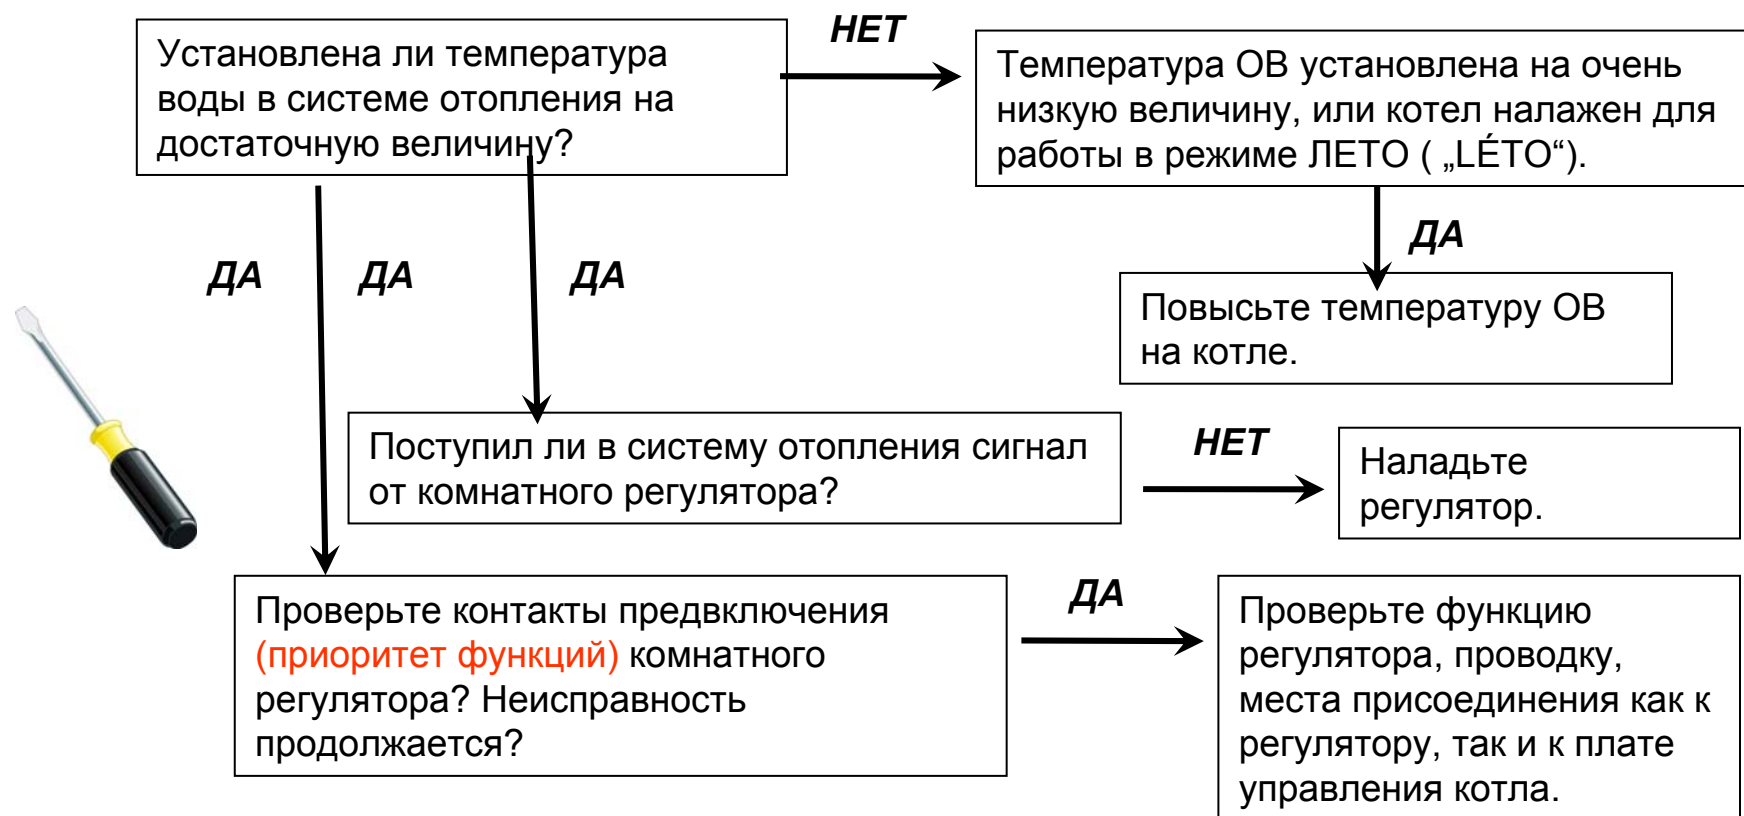 Установлена ли температура
воды в системе отопления на
достаточную величину?
НЕТ
Температура ОВ установлена на очень
низкую величину, или котел налажен для
работы в режиме ЛЕТО ( „LÉTO“).
ДА
ДА
ДА
ДА
Повысьте температуру ОВ
на котле.
Поступил ли в систему отопления сигнал
от комнатного регулятора?
НЕТ
Наладьте
регулятор.
Проверьте контакты предвключения
(приоритет функций) комнатного
регулятора? Неисправность
продолжается?
ДА
Проверьте функцию
регулятора, проводку,
места присоединения как к
регулятору, так и к плате
управления котла.